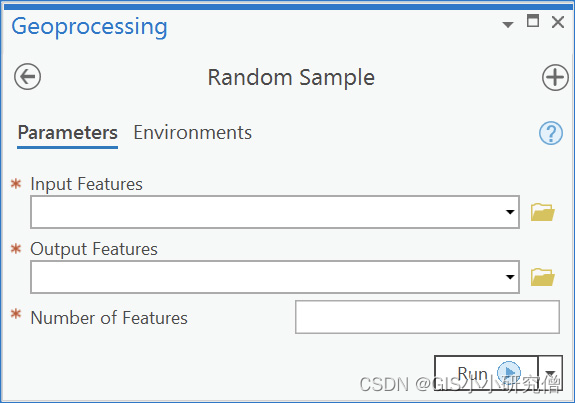 Geoprocessing
Random Sample
Parameters Environments
* Input Features
* Output Features
* Number of Features
Run
CSDN @GIS小小研究僧